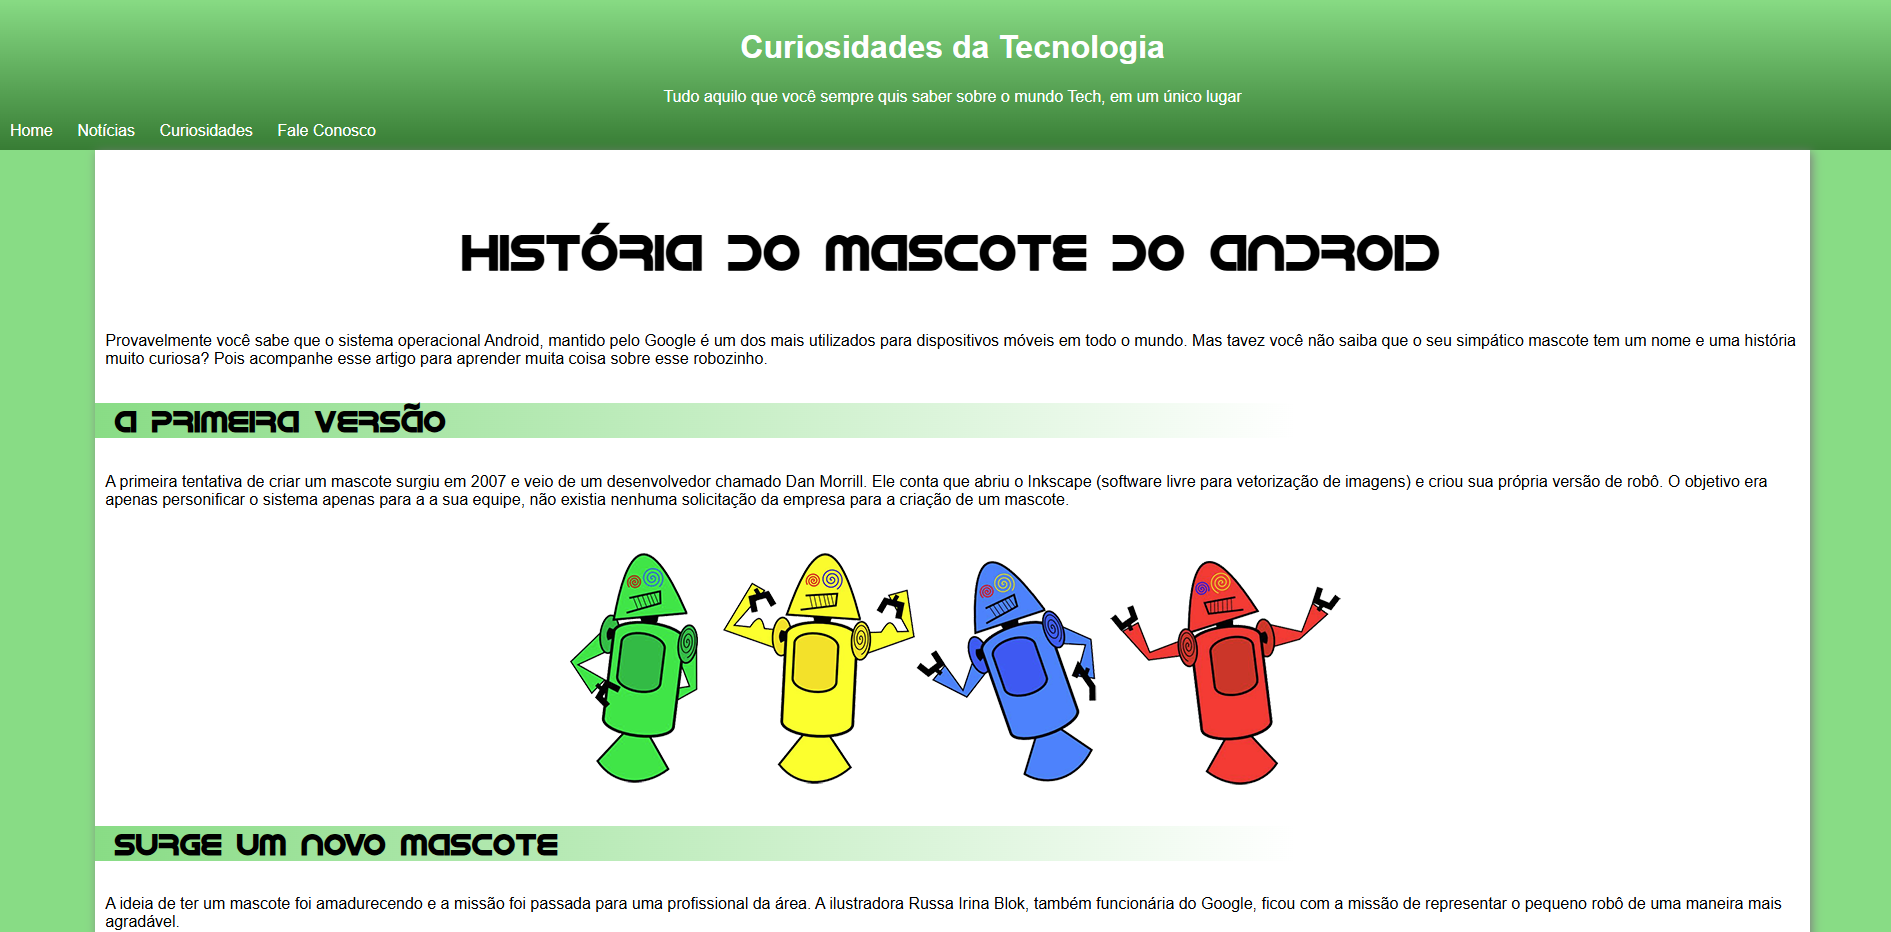 Curiosidades da Tecnologia
Tudo aquilo que você sempre quis saber sobre o mundo Tech, em um único lugar
Home Notícias Curiosidades Fale Conosco
HISTÓRIA DO MASCOTE DO ANDROID
Provavelmente você sabe que o sistema operacional Android, mantido pelo Google é um dos mais utilizados para dispositivos móveis em todo o mundo. Mas tavez você não saiba que o seu simpático mascote tem um nome e uma história
muito curiosa? Pois acompanhe esse artigo para aprender muita coisa sobre esse robozinho.
A PRIMEIRA VERSÃO
A primeira tentativa de criar um mascote surgiu em 2007 e veio de um desenvolvedor chamado Dan Morrill. Ele conta que abriu o Inkscape (software livre para vetorização de imagens) e criou sua própria versão de robô. O objetivo era
apenas personificar o sistema apenas para a a sua equipe, não existia nenhuma solicitação da empresa para a criação de um mascote.
SURGE UM NOVO MASCOTE
A ideia de ter um mascote foi amadurecendo e a missão foi passada para uma profissional da área. A ilustradora Russa Irina Blok, também funcionária do Google, ficou com a missão de representar o pequeno robô de uma maneira mais
agradável.